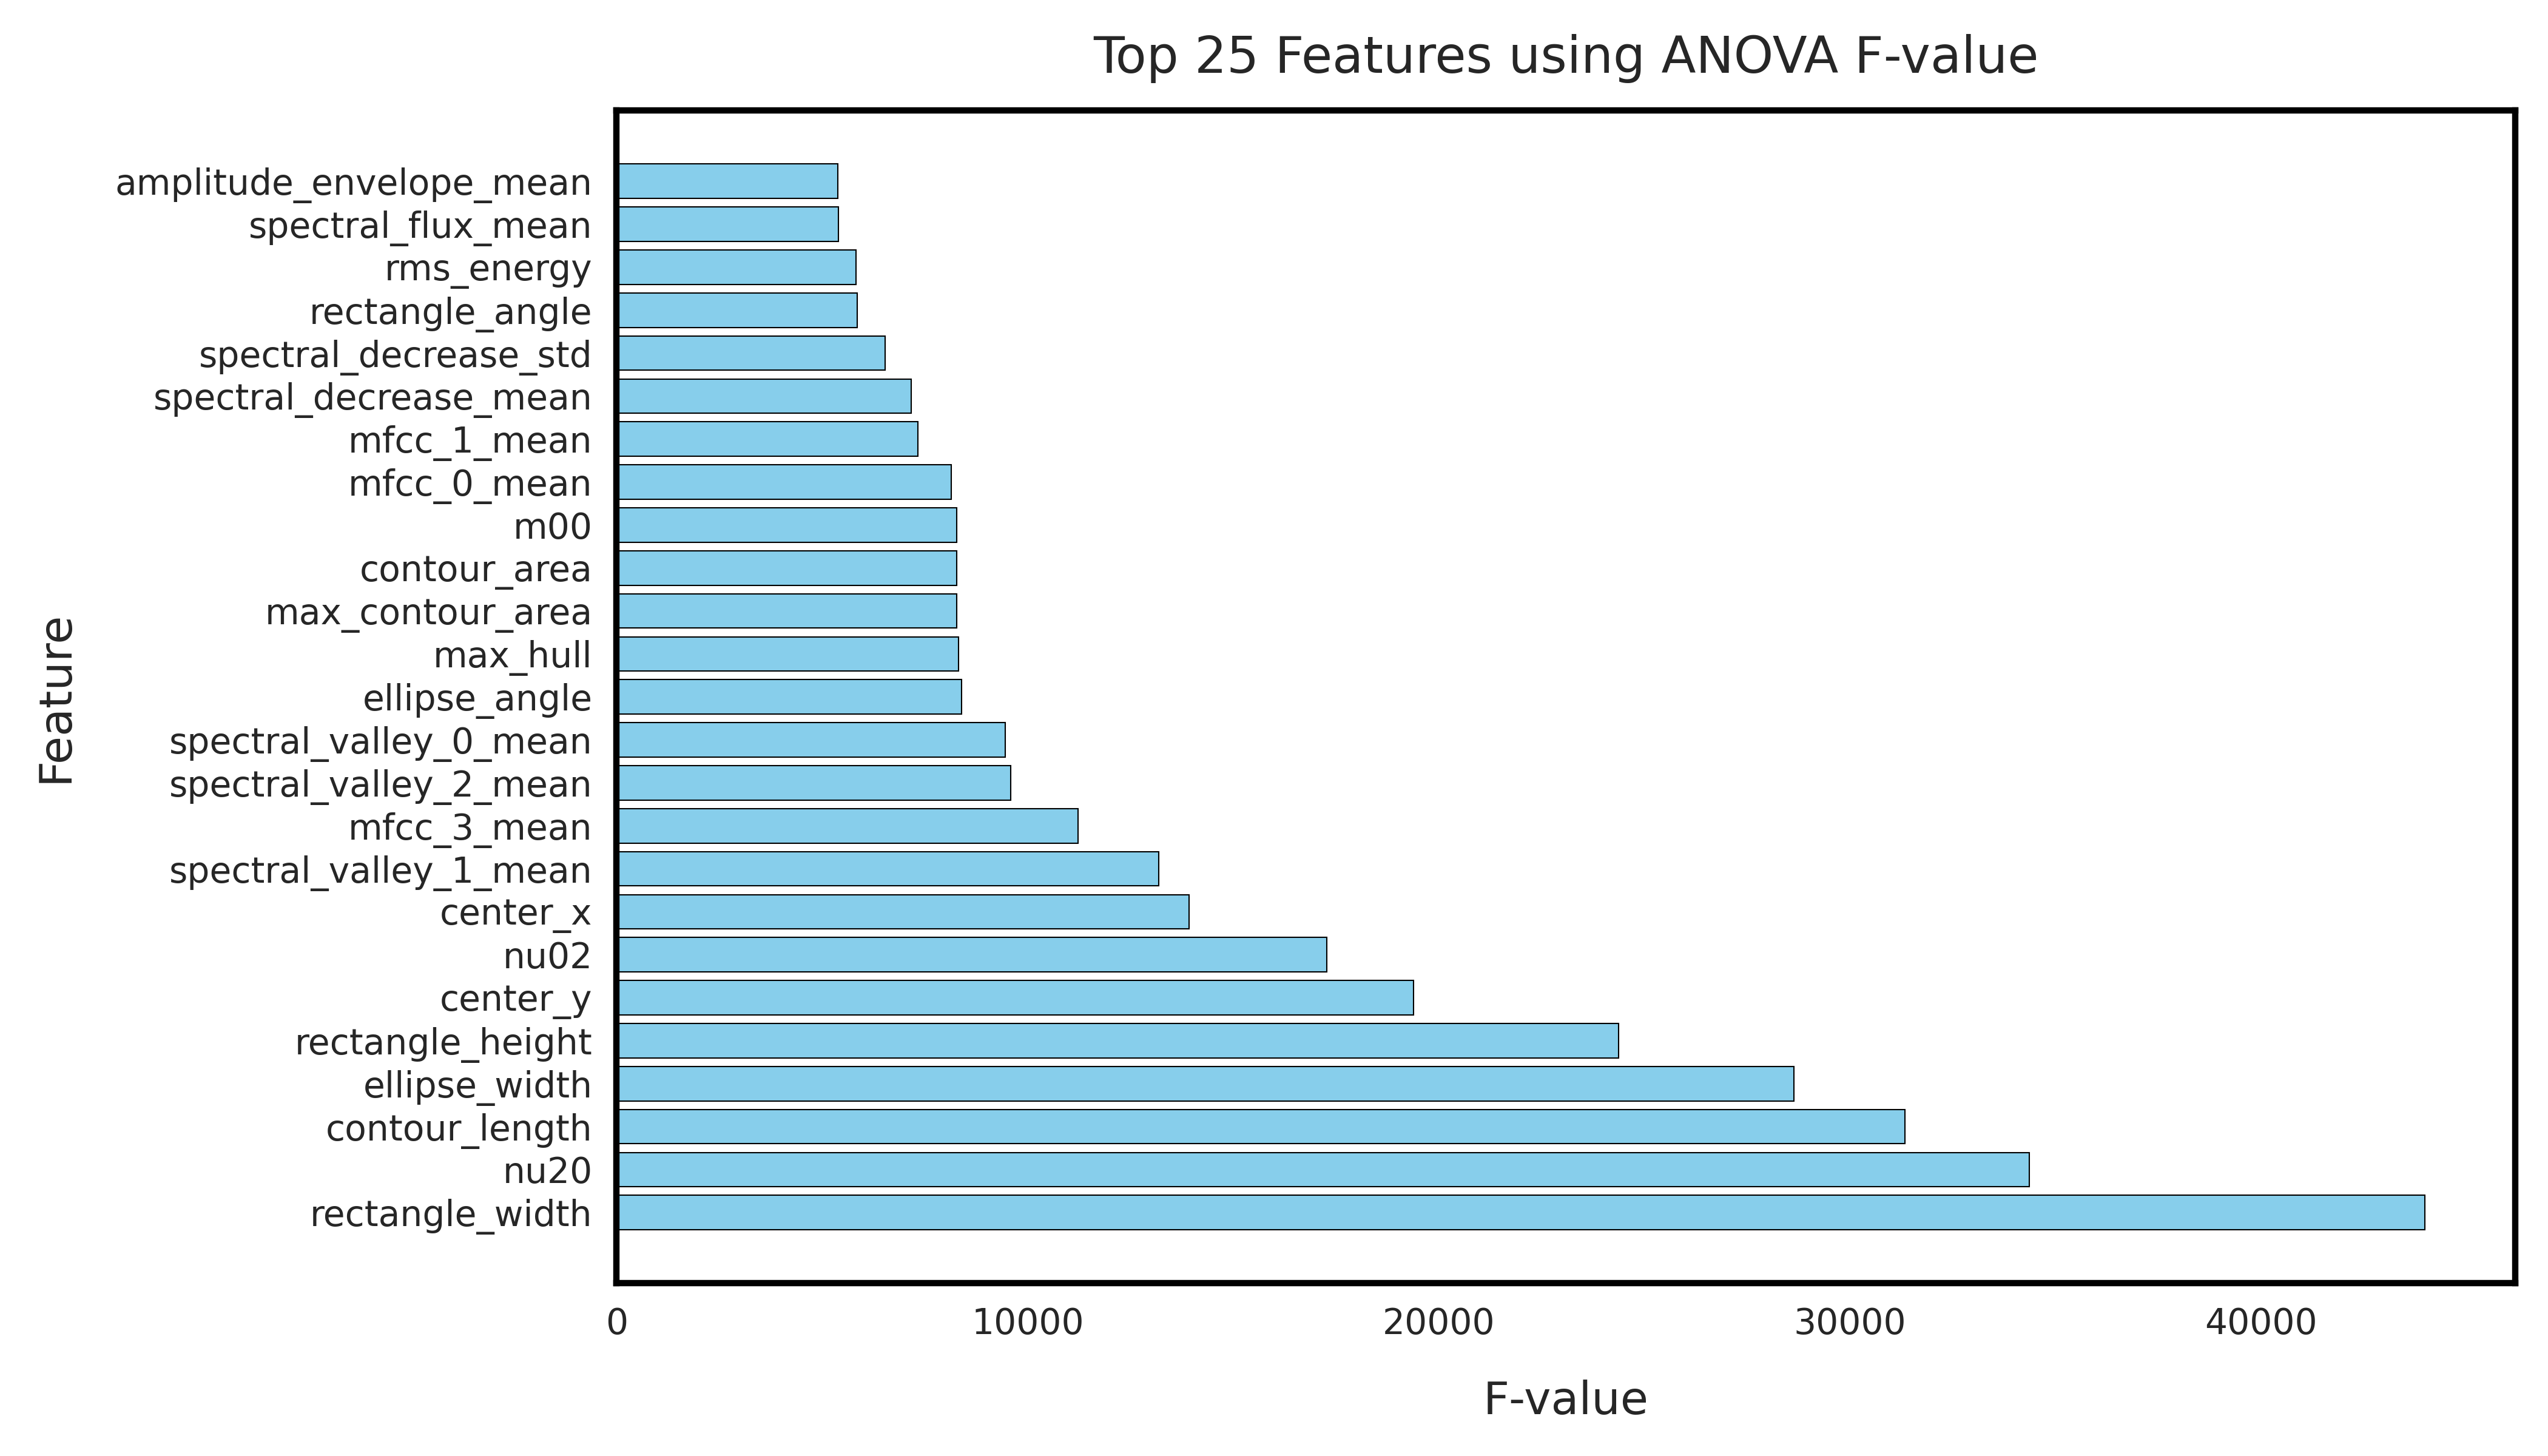 Top 25 Features using ANOVA F-value
Feature
amplitude_envelope_mean
spectral_flux_mean
rms_energy
rectangle_angle
spectral_decrease_std
spectral_decrease_mean
mfcc_1_mean
mfcc_0_mean
m00
contour_area
max_contour_area
max_hull
ellipse_angle
spectral_valley_0_mean
spectral_valley_2_mean
mfcc_3_mean
spectral_valley_1_mean
center_x
nu02
center_y
rectangle_height
ellipse_width
contour_length
nu20
rectangle_width
0 10000 20000 30000 40000
F-value